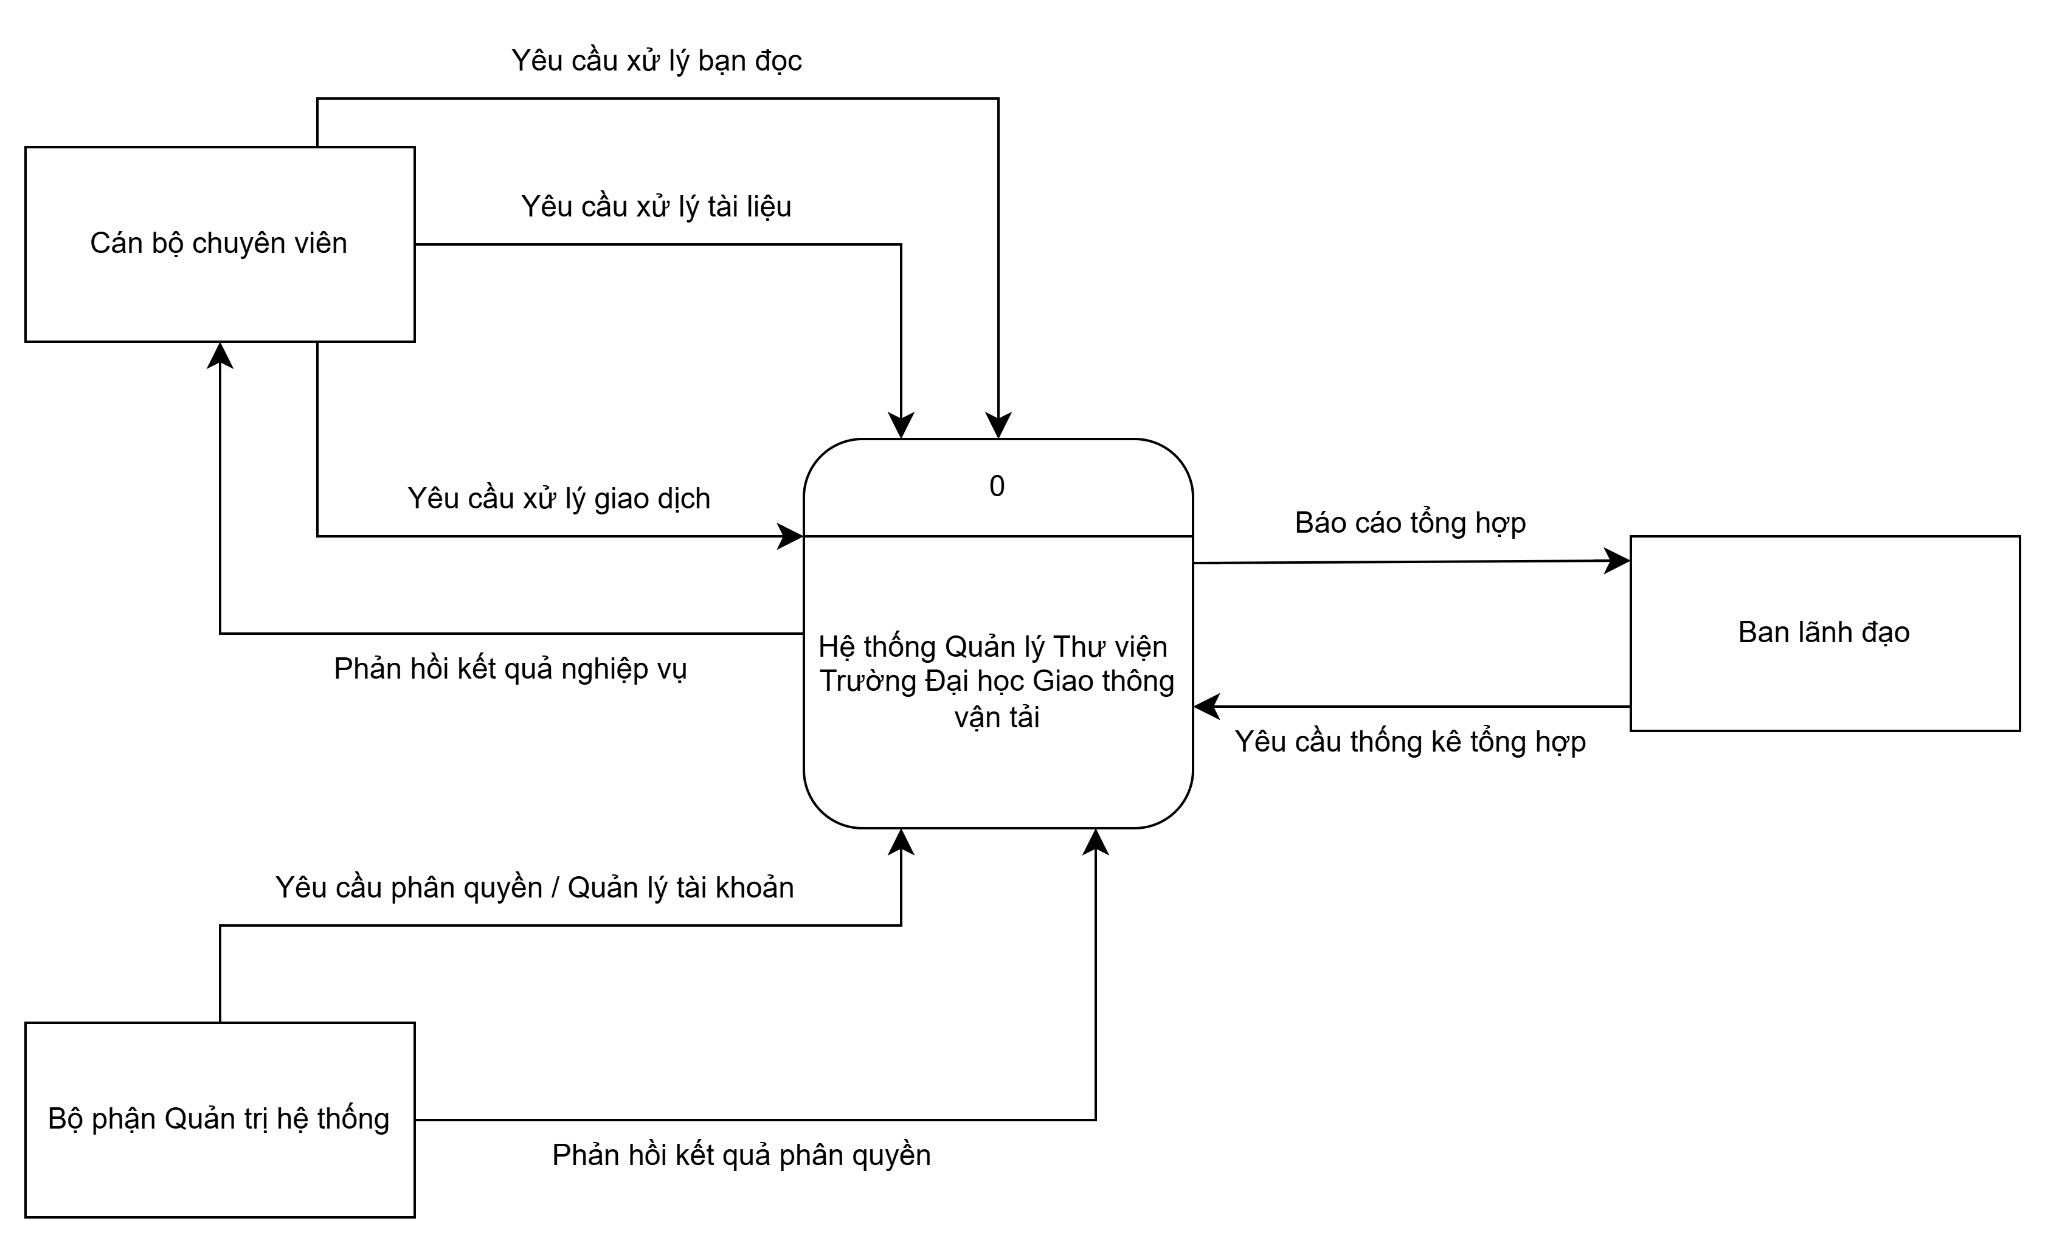 Yêu cầu xử lý bạn đọc
Yêu cầu xử lý tài liệu
Cán bộ chuyên viên
0
Yêu cầu xử lý giao dịch
Báo cáo tổng hợp
Hệ thống Quản lý Thư viện
Trường Đại học Giao thông
vận tải
Ban lãnh đạo
Phản hồi kết quả nghiệp vụ
Yêu cầu thống kê tổng hợp
Yêu cầu phân quyền / Quản lý tài khoản
Bộ phận Quản trị hệ thống
Phản hồi kết quả phân quyền